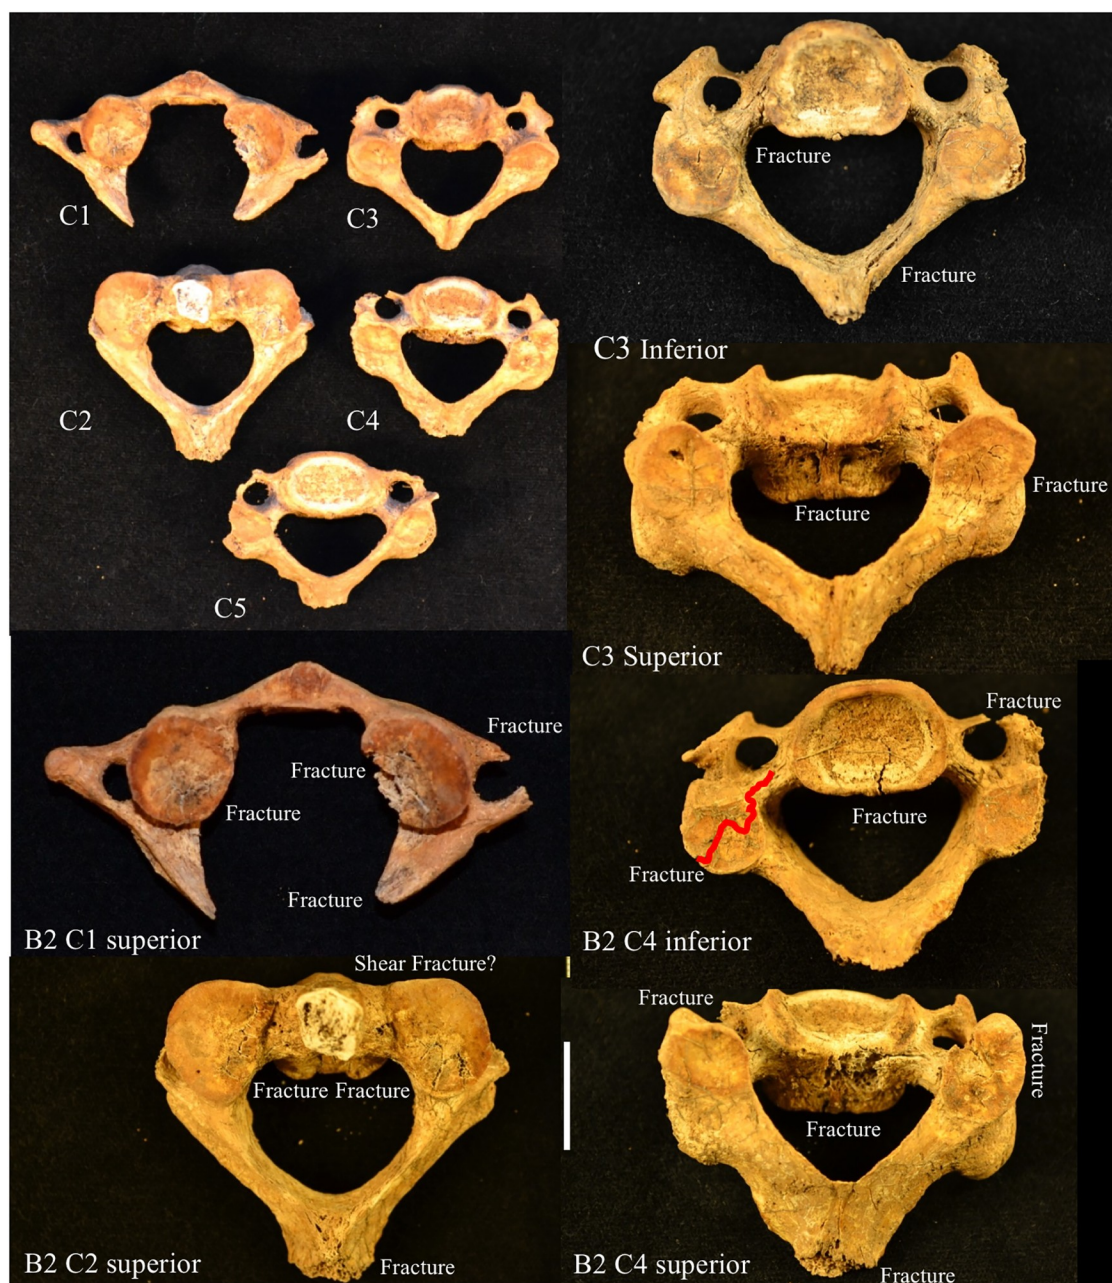 C1
C3
C2
C4
C5
Fracture
Fracture
C3 Inferior
Fracture
Fracture
C3 Superior
Fracture
Fracture
Fracture
Fracture
B2 C1 superior
Fracture
Fracture
Fracture
B2 C4 inferior
Shear Fracture?
Fracture Fracture
Fracture
B2 C2 superior
Fracture
Fracture
Fracture
Fracture
B2 C4 superior